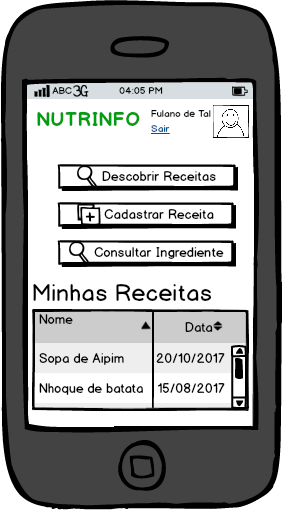 ABC 3G 04:05 PM
NUTRINFO
Fulano de Tal
Sair
Descobrir Receitas
Cadastrar Receita
Consultar Ingrediente
Minhas Receitas
Nome Data
Sopa de Aipim 20/10/2017
Nhoque de batata 15/08/2017